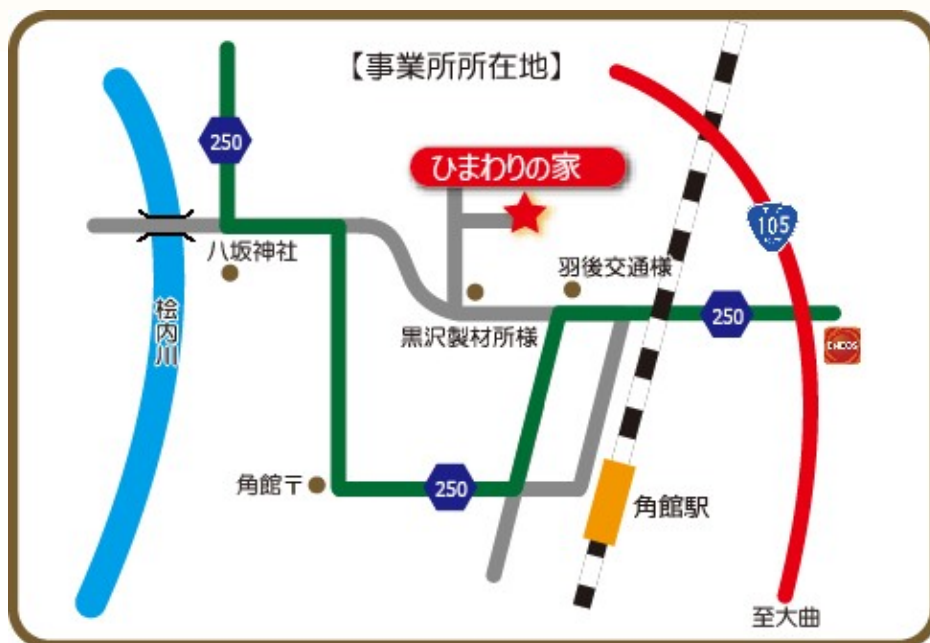 【事業所所在地】
250
ひまわりの家
105
八坂神社
羽後交通様
桧内川
黒沢製材所様
250
ENEOS
角館〒
250
角館駅
至大曲